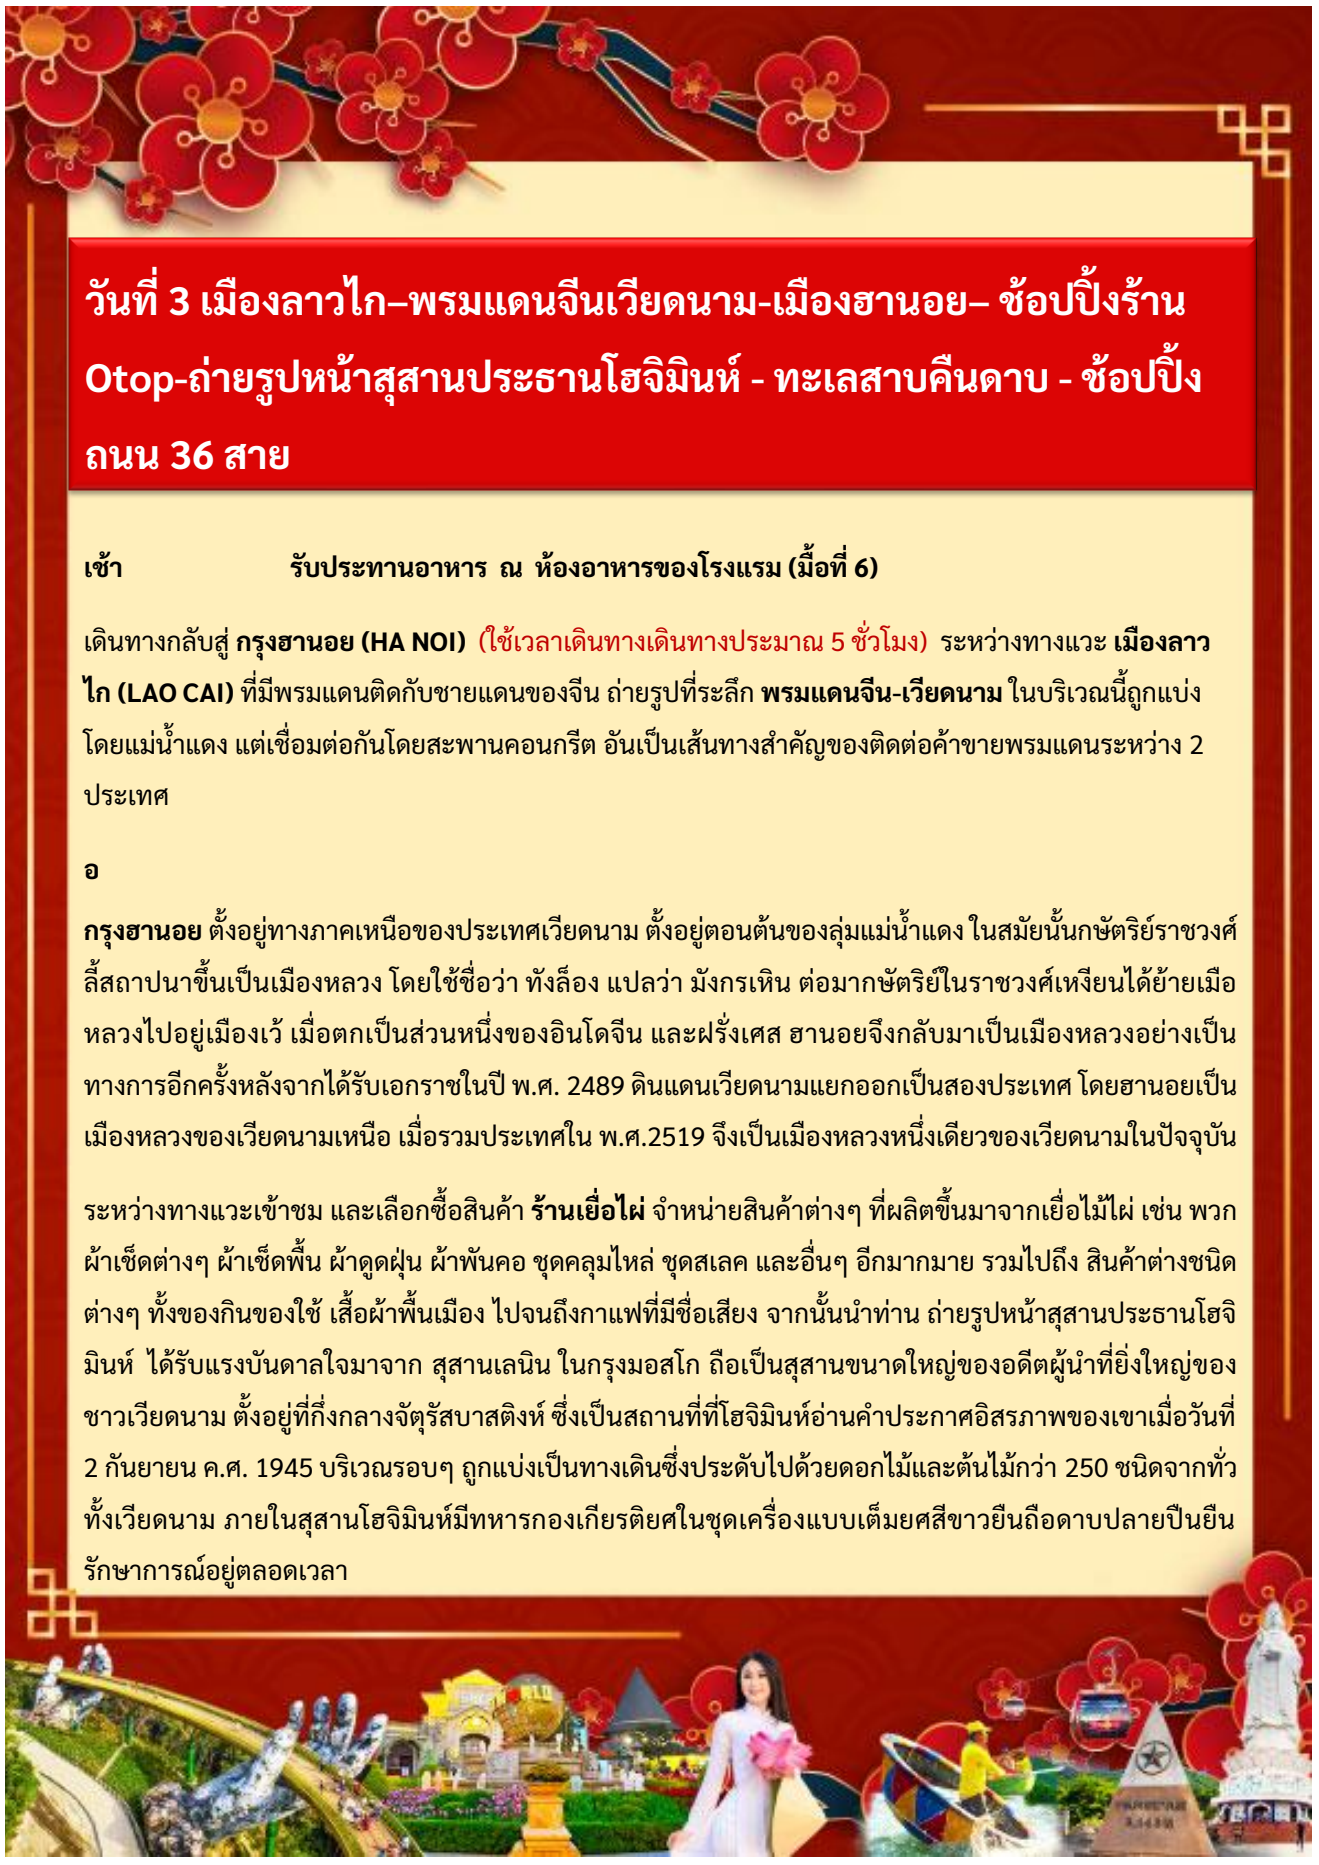 วันที่ 3 เมืองลาวไก–พรมแดนจีนเวียดนาม-เมืองฮานอย– ช้อปปิ้งร้าน
Otop-ถ่ายรูปหน้าสุสานประธานโฮจิมินห์ - ทะเลสาบคืนดาบ - ช้อปปิ้ง
ถนน 36 สาย
เช้า รับประทานอาหาร ณ ห้องอาหารของโรงแรม (มื้อที่ 6)
เดินทางกลับสู่ กรุงฮานอย (HA NOI) (ใช้เวลาเดินทางเดินทางประมาณ 5 ชั่วโมง) ระหว่างทางแวะ เมืองลาว
ไก (LAO CAI) ที่มีพรมแดนติดกับชายแดนของจีน ถ่ายรูปที่ระลึก พรมแดนจีน-เวียดนาม ในบริเวณนี้ถูกแบ่ง
โดยแม่น้ำแดง แต่เชื่อมต่อกันโดยสะพานคอนกรีต อันเป็นเส้นทางสำคัญของติดต่อค้าขายพรมแดนระหว่าง 2
ประเทศ
อ
กรุงฮานอย ตั้งอยู่ทางภาคเหนือของประเทศเวียดนาม ตั้งอยู่ตอนต้นของลุ่มแม่น้ำแดง ในสมัยนั้นกษัตริย์ราชวงศ์
ลี้สถาปนาขึ้นเป็นเมืองหลวง โดยใช้ชื่อว่า ทังล็อง แปลว่า มังกรเหิน ต่อมากษัตริย์ในราชวงศ์เหงียนได้ย้ายเมือ
หลวงไปอยู่เมืองเว้ เมื่อตกเป็นส่วนหนึ่งของอินโดจีน และฝรั่งเศส ฮานอยจึงกลับมาเป็นเมืองหลวงอย่างเป็น
ทางการอีกครั้งหลังจากได้รับเอกราชในปี พ.ศ. 2489 ดินแดนเวียดนามแยกออกเป็นสองประเทศ โดยฮานอยเป็น
เมืองหลวงของเวียดนามเหนือ เมื่อรวมประเทศใน พ.ศ.2519 จึงเป็นเมืองหลวงหนึ่งเดียวของเวียดนามในปัจจุบัน
ระหว่างทางแวะเข้าชม และเลือกซื้อสินค้า ร้านเยื่อไผ่ จำหน่ายสินค้าต่างๆ ที่ผลิตขึ้นมาจากเยื่อไม้ไผ่ เช่น พวก
ผ้าเช็ดต่างๆ ผ้าเช็ดพื้น ผ้าดูดฝุ่น ผ้าพันคอ ชุดคลุมไหล่ ชุดสเลค และอื่นๆ อีกมากมาย รวมไปถึง สินค้าต่างชนิด
ต่างๆ ทั้งของกินของใช้ เสื้อผ้าพื้นเมือง ไปจนถึงกาแฟที่มีชื่อเสียง จากนั้นนำท่าน ถ่ายรูปหน้าสุสานประธานโฮจิ
มินห์ ได้รับแรงบันดาลใจมาจาก สุสานเลนิน ในกรุงมอสโก ถือเป็นสุสานขนาดใหญ่ของอดีตผู้นำที่ยิ่งใหญ่ของ
ชาวเวียดนาม ตั้งอยู่ที่กึ่งกลางจัตุรัสบาสติงห์ ซึ่งเป็นสถานที่ที่โฮจิมินห์อ่านคำประกาศอิสรภาพของเขาเมื่อวันที่
2 กันยายน ค.ศ. 1945 บริเวณรอบๆ ถูกแบ่งเป็นทางเดินซึ่งประดับไปด้วยดอกไม้และต้นไม้กว่า 250 ชนิดจากทั่ว
ทั้งเวียดนาม ภายในสุสานโฮจิมินห์มีทหารกองเกียรติยศในชุดเครื่องแบบเต็มยศสีขาวยืนถือดาบปลายปืนยืน
รักษาการณ์อยู่ตลอดเวลา